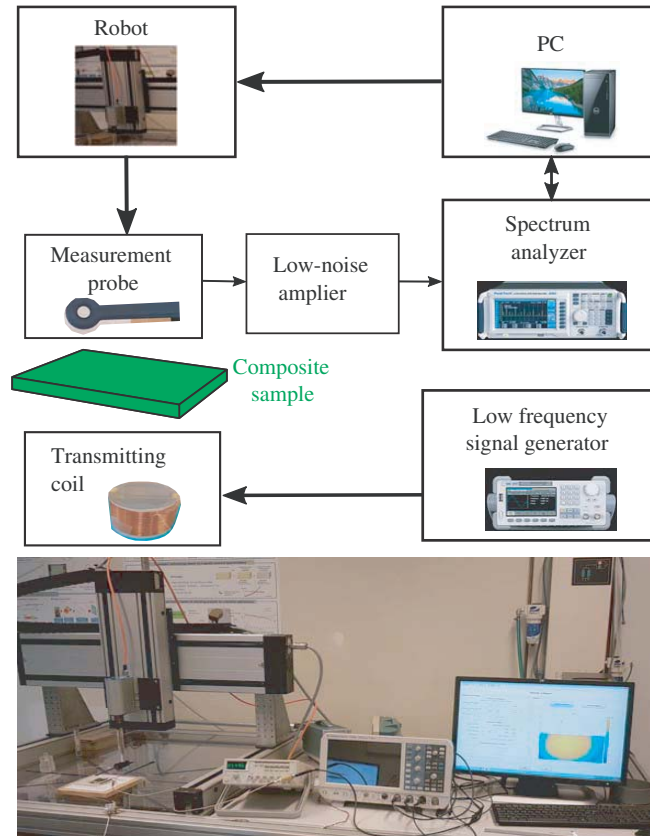 Robot
PC
Measurement
probe
Low-noise
amplier
Spectrum
analyzer
Composite
sample
Low frequency
signal generator
Transmitting
coil